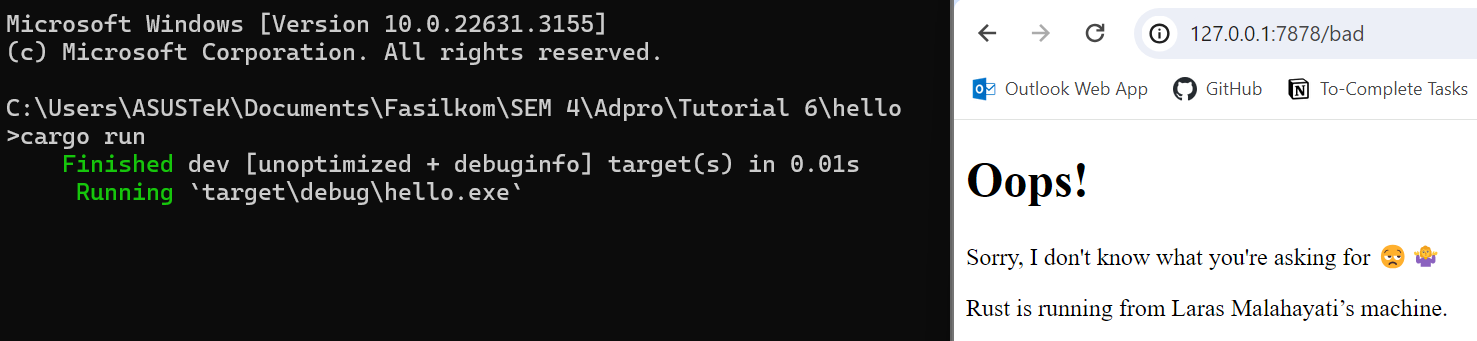 Microsoft Windows [Version 10.0.22631.3155]
(c) Microsoft Corporation. All rights reserved.
C:\Users\ASUSTeK\Documents\Fasilkom\SEM 4\Adpro\Tutorial 6\hello
>cargo run
    Finished dev [unoptimized + debuginfo] target(s) in 0.01s
     Running `target\debug\hello.exe`
127.0.0.1:7878/bad
Outlook Web App GitHub To-Complete Tasks
Oops!
Sorry, I don't know what you're asking for 😟 🤷
Rust is running from Laras Malahayati’s machine.